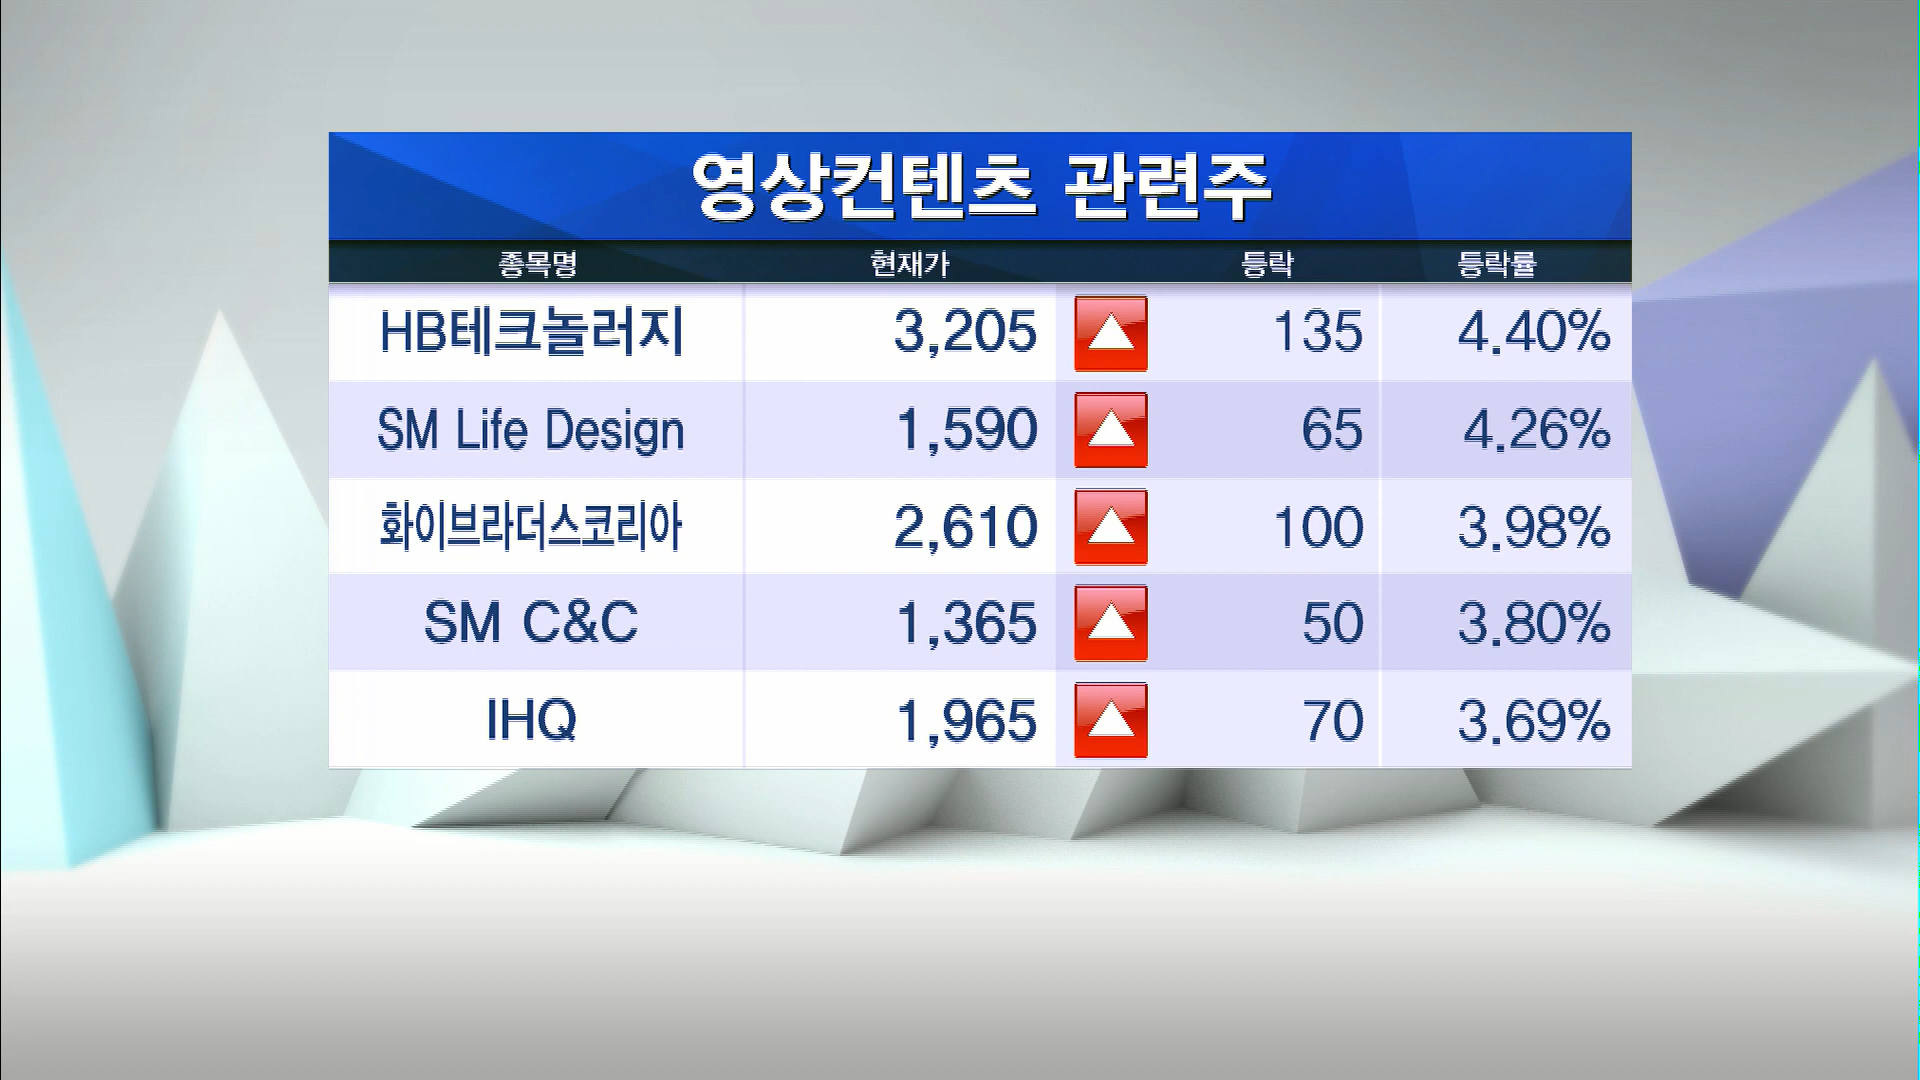 영상컨텐츠 관련주
종목명 현재가 등락 등락률
HB테크놀러지 3,205 135 4.40%
SM Life Design 1,590 65 4.26%
화이브라더스코리아 2,610 100 3.98%
SM C&C 1,365 50 3.80%
IHQ 1,965 70 3.69%